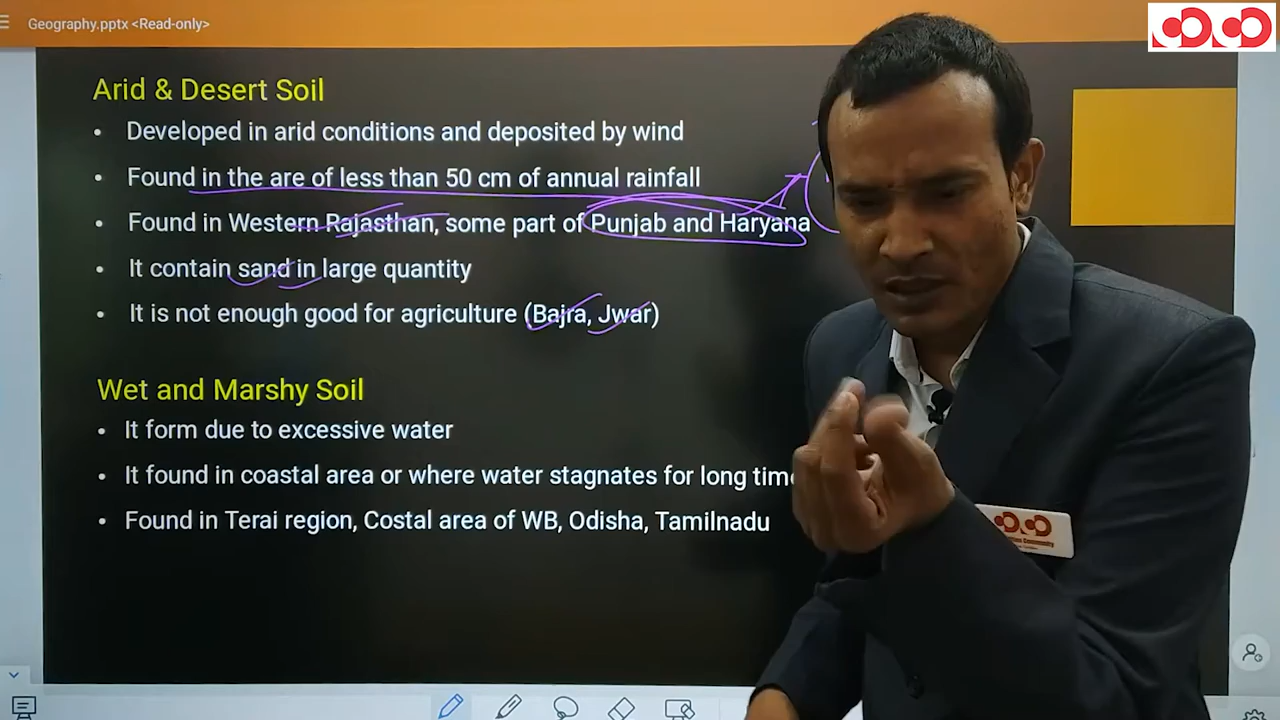 Geography.pptx <Read-only>
Arid & Desert Soil
• Developed in arid conditions and deposited by wind
• Found in the are of less than 50 cm of annual rainfall
• Found in Western Rajasthan, some part of Punjab and Haryana
• It contain sand in large quantity
• It is not enough good for agriculture (Bajra, Jwar)
Wet and Marshy Soil
• It form due to excessive water
• It found in coastal area or where water stagnates for long time
• Found in Terai region, Costal area of WB, Odisha, Tamilnadu
Community